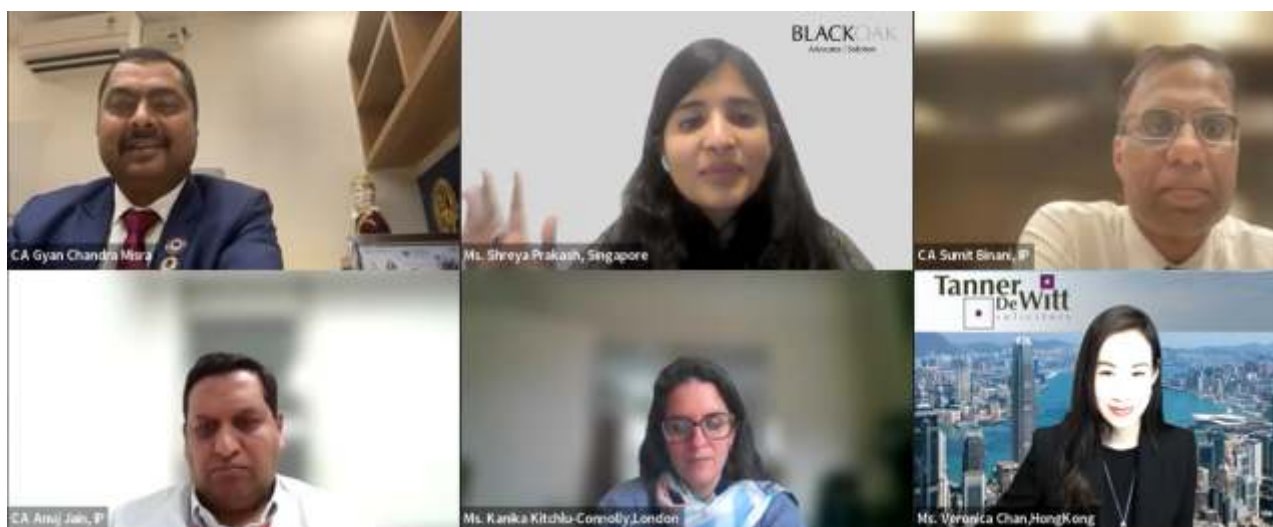 BLACKOAK
Advocates | Solicitors
CA Gyan Chandra Misra
Ms. Shreya Prakash, Singapore
CA Sumit Binani, IP
Tanner
De Witt
solicitors
CA Anuj Jain, IP
Ms. Kanika Kitchlu-Connolly,London
Ms. Veronica Chan,HongKong